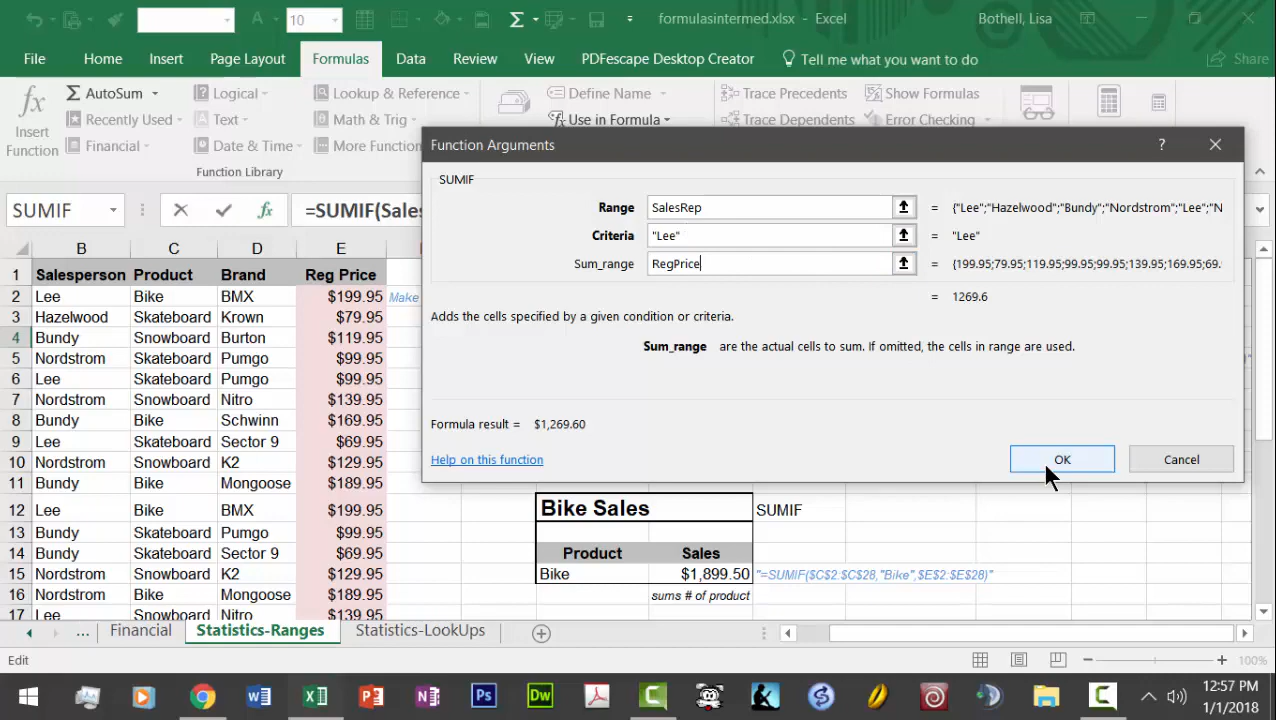 10 formulasintermed.xlsx - Excel Bothell, Lisa
File Home Insert Page Layout Formulas Data Review View PDFescape Desktop Creator Tell me what you want to do Share
Insert Function
AutoSum Logical Lookup & Reference Define Name Trace Precedents Show Formulas
Recently Used Text Math & Trig Use in Formula Trace Dependents Error Checking
Financial Date & Time More Function
Function Library
SUMIF =SUMIF(Sales
Function Arguments ?
SUMIF
Range SalesRep = {"Lee";"Hazelwood";"Bundy";"Nordstrom";"Lee";"N
Criteria "Lee" = "Lee"
Sum_range RegPrice = {199.95;79.95;119.95;99.95;99.95;139.95;169.95;69.
= 1269.6
Adds the cells specified by a given condition or criteria.
Sum_range are the actual cells to sum. If omitted, the cells in range are used.
Formula result = $1,269.60
Help on this function OK Cancel
B C D E
1 Salesperson Product Brand Reg Price
2 Lee Bike BMX $199.95 Make
3 Hazelwood Skateboard Krown $79.95
4 Bundy Snowboard Burton $119.95
5 Nordstrom Skateboard Pumgo $99.95
6 Lee Skateboard Pumgo $99.95
7 Nordstrom Snowboard Nitro $139.95
8 Bundy Bike Schwinn $169.95
9 Lee Skateboard Sector 9 $69.95
10 Nordstrom Snowboard K2 $129.95
11 Bundy Bike Mongoose $189.95
12 Lee Bike BMX $199.95 Bike Sales SUMIF
13 Bundy Skateboard Pumgo $99.95
14 Bundy Skateboard Sector 9 $69.95 Product Sales
15 Nordstrom Snowboard K2 $129.95 Bike $1,899.50 "=SUMIF($C$2:$C$28,"Bike",$E$2:$E$28)"
16 Nordstrom Bike Mongoose $189.95 sums # of product
17 Lee Snowboard Nitro $139.95
... Financial Statistics-Ranges Statistics-LookUps
Edit 100%
12:57 PM
1/1/2018